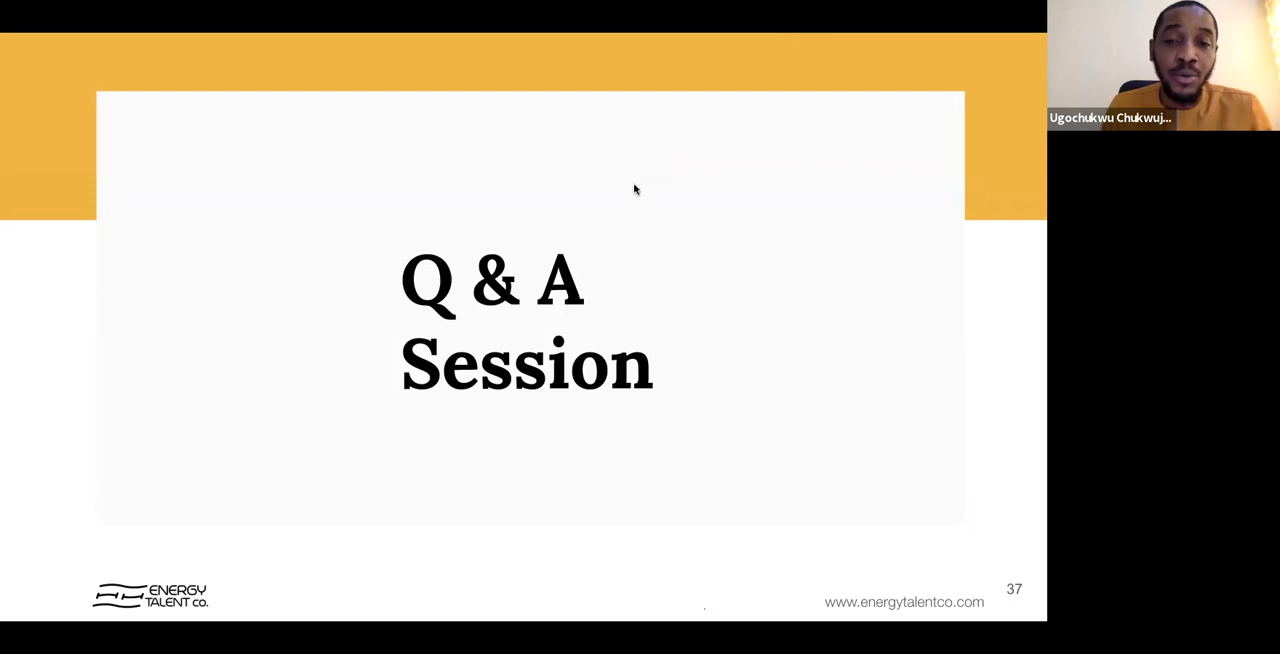 Ugochukwu Chukwuj...
Q & A
Session
ENERGY
TALENT CO.
www.energytalentco.com
37